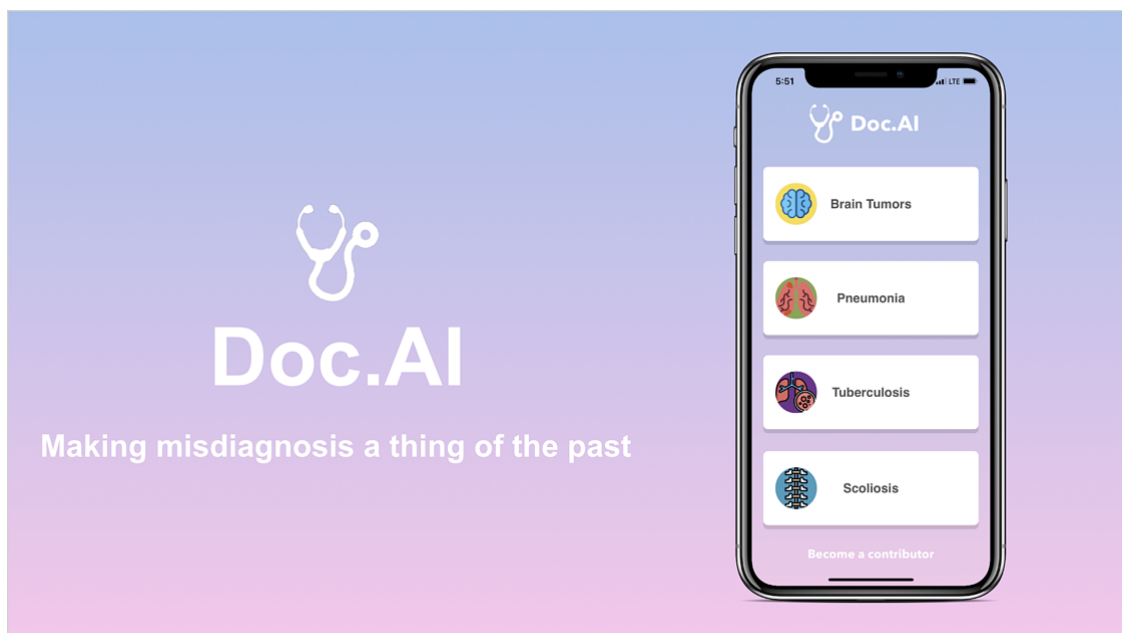 Doc.AI
Making misdiagnosis a thing of the past
5:51
LTE
Doc.AI
Brain Tumors
Pneumonia
Tuberculosis
Scoliosis
Become a contributor